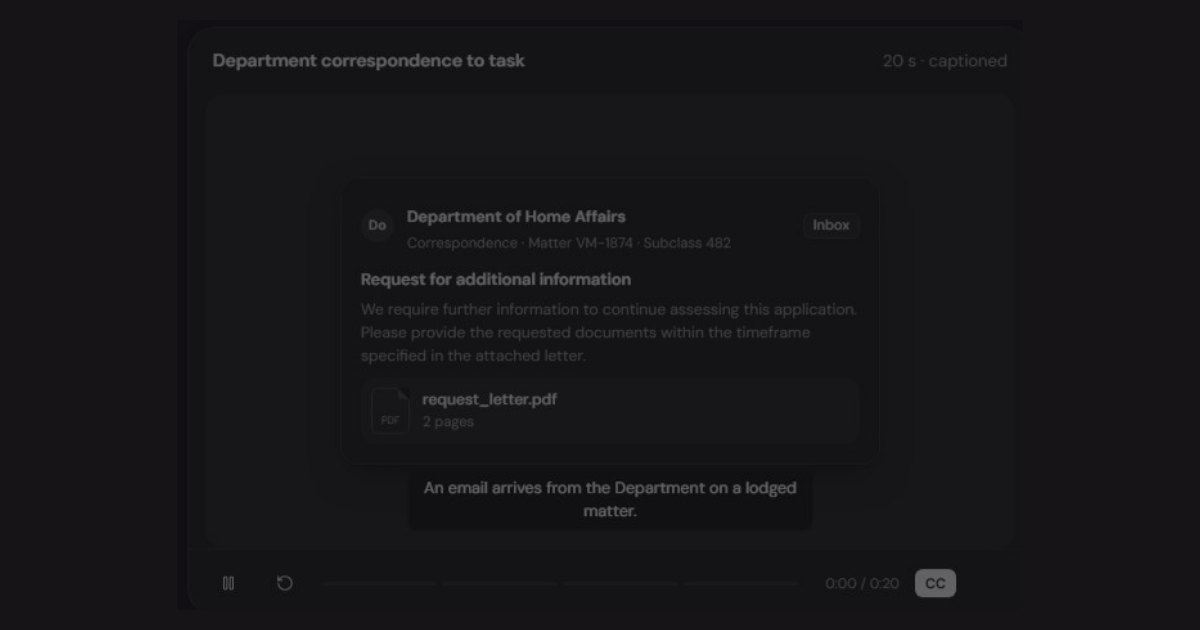 Department correspondence to task
20 s · captioned
Do
Department of Home Affairs
Correspondence · Matter VM-1874 · Subclass 482
Inbox
Request for additional information
We require further information to continue assessing this application.
Please provide the requested documents within the timeframe
specified in the attached letter.
PDF
request_letter.pdf
2 pages
An email arrives from the Department on a lodged
matter.
0:00 / 0:20
CC